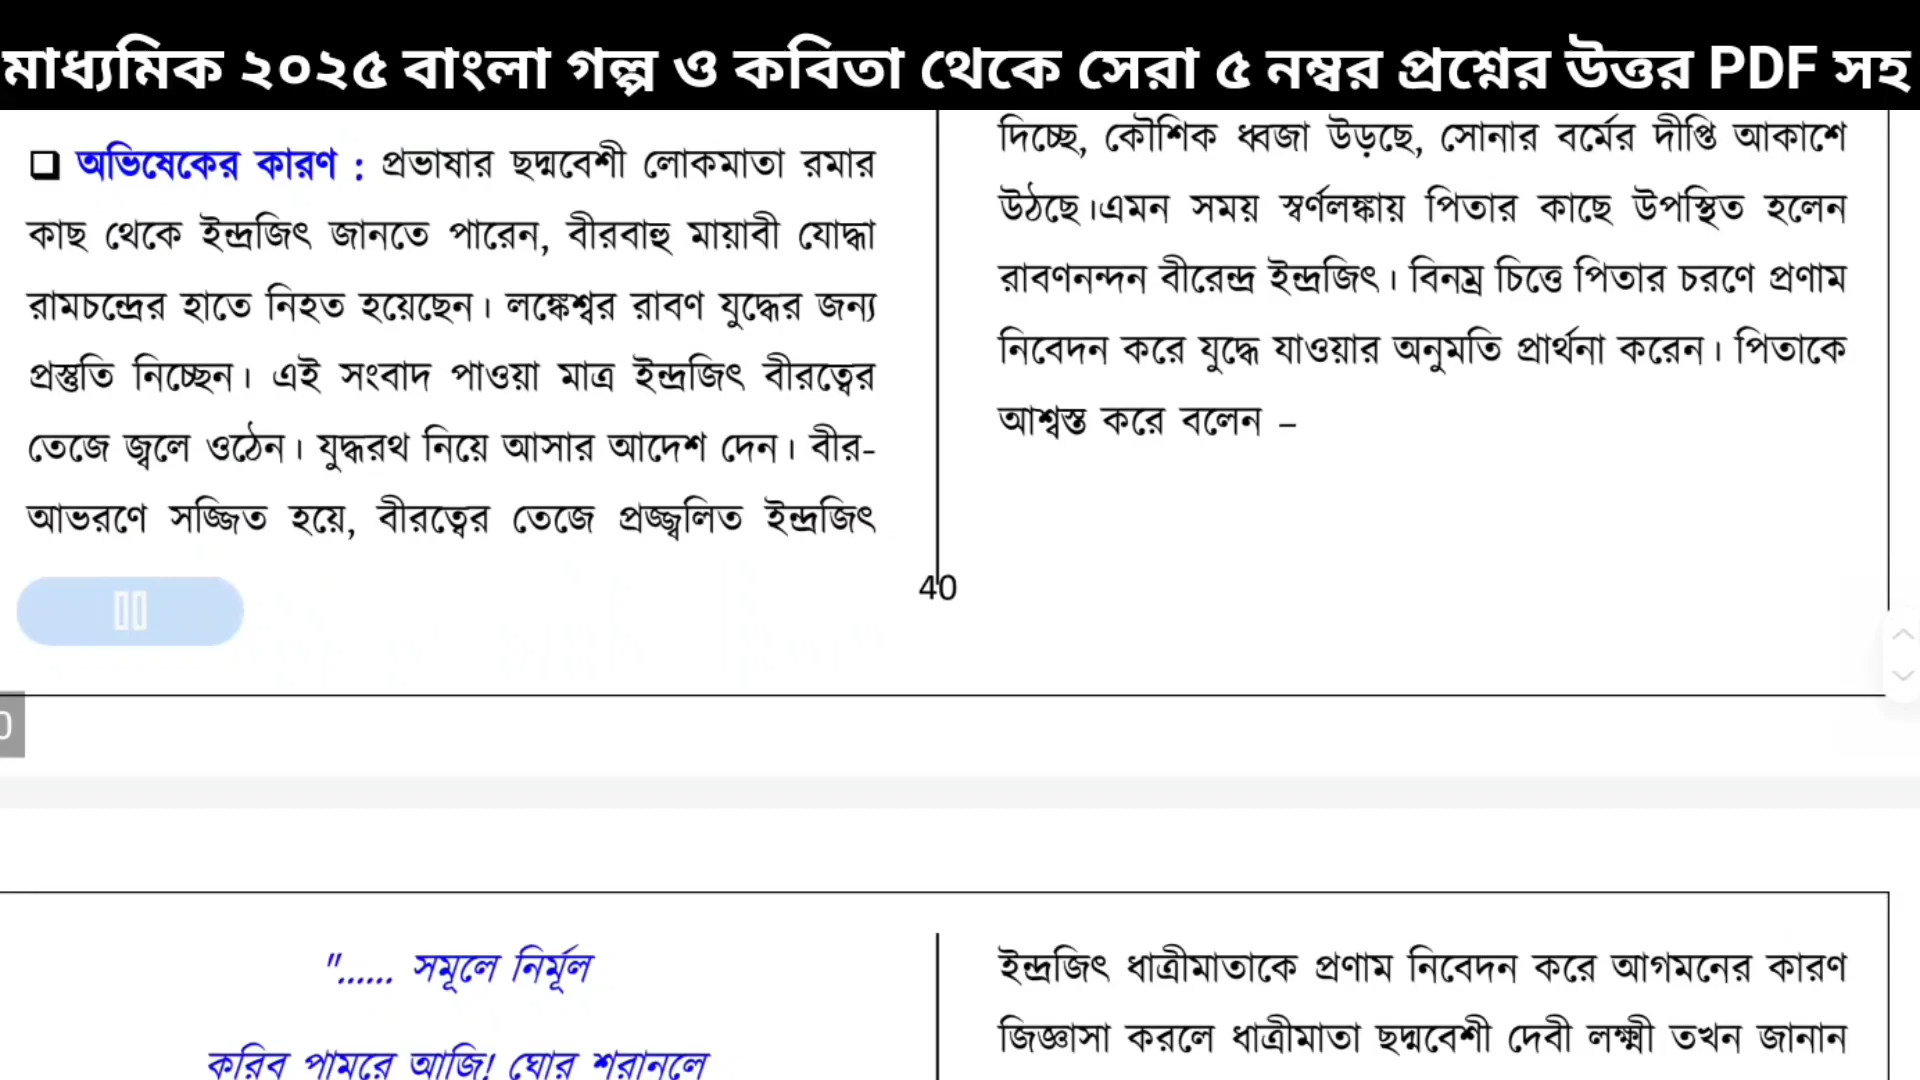 মাধ্যমিক ২০২৫ বাংলা গল্প ও কবিতা থেকে সেরা ৫ নম্বর প্রশ্নের উত্তর PDF সহ
❑ অভিষেকের কারণ : প্রভাষার ছদ্মবেশী লোকমাতা রমার
কাছ থেকে ইন্দ্রজিৎ জানতে পারেন, বীরবাহু মায়াবী যোদ্ধা
রামচন্দ্রের হাতে নিহত হয়েছেন। লঙ্কেশ্বর রাবণ যুদ্ধের জন্য
প্রস্তুতি নিচ্ছেন। এই সংবাদ পাওয়া মাত্র ইন্দ্রজিৎ বীরত্বের
তেজে জ্বলে ওঠেন। যুদ্ধরথ নিয়ে আসার আদেশ দেন। বীর-
আভরণে সজ্জিত হয়ে, বীরত্বের তেজে প্রজ্জ্বলিত ইন্দ্রজিৎ
দিচ্ছে, কৌশিক ধ্বজা উড়ছে, সোনার বর্মের দীপ্তি আকাশে
উঠছে।এমন সময় স্বর্ণলঙ্কায় পিতার কাছে উপস্থিত হলেন
রাবণনন্দন বীরেন্দ্র ইন্দ্রজিৎ। বিনম্র চিত্তে পিতার চরণে প্রণাম
নিবেদন করে যুদ্ধে যাওয়ার অনুমতি প্রার্থনা করেন। পিতাকে
আশ্বস্ত করে বলেন –
40
0
"...... সমূলে নির্মূল
করিব পামরে আজি! ঘোর শরানলে
ইন্দ্রজিৎ ধাত্রীমাতাকে প্রণাম নিবেদন করে আগমনের কারণ
জিজ্ঞাসা করলে ধাত্রীমাতা ছদ্মবেশী দেবী লক্ষ্মী তখন জানান